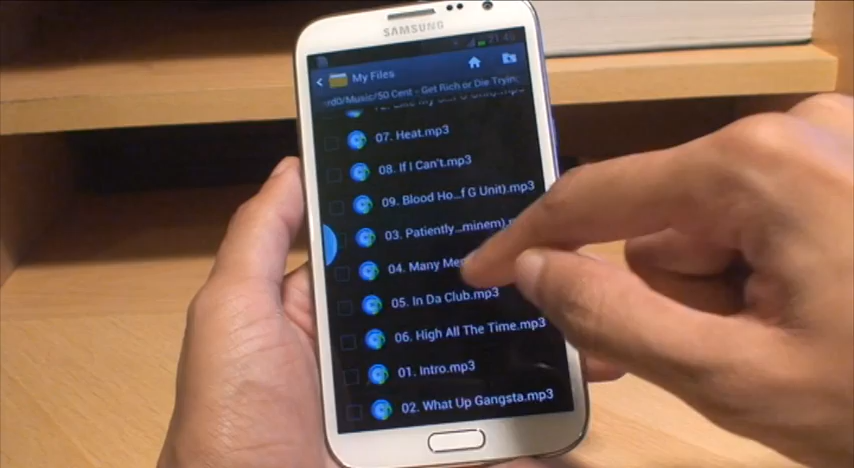 SAMSUNG
21:45
My Files
rd0/Music/50 Cent - Get Rich or Die Tryin:
07. Heat.mp3
08. If I Can't.mp3
09. Blood Ho...f G Unit).mp3
03. Patiently...minem)
04. Many Me
05. In Da Club.mp3
06. High All The Time.mp3
01. Intro.mp3
02. What Up Gangsta.mp3